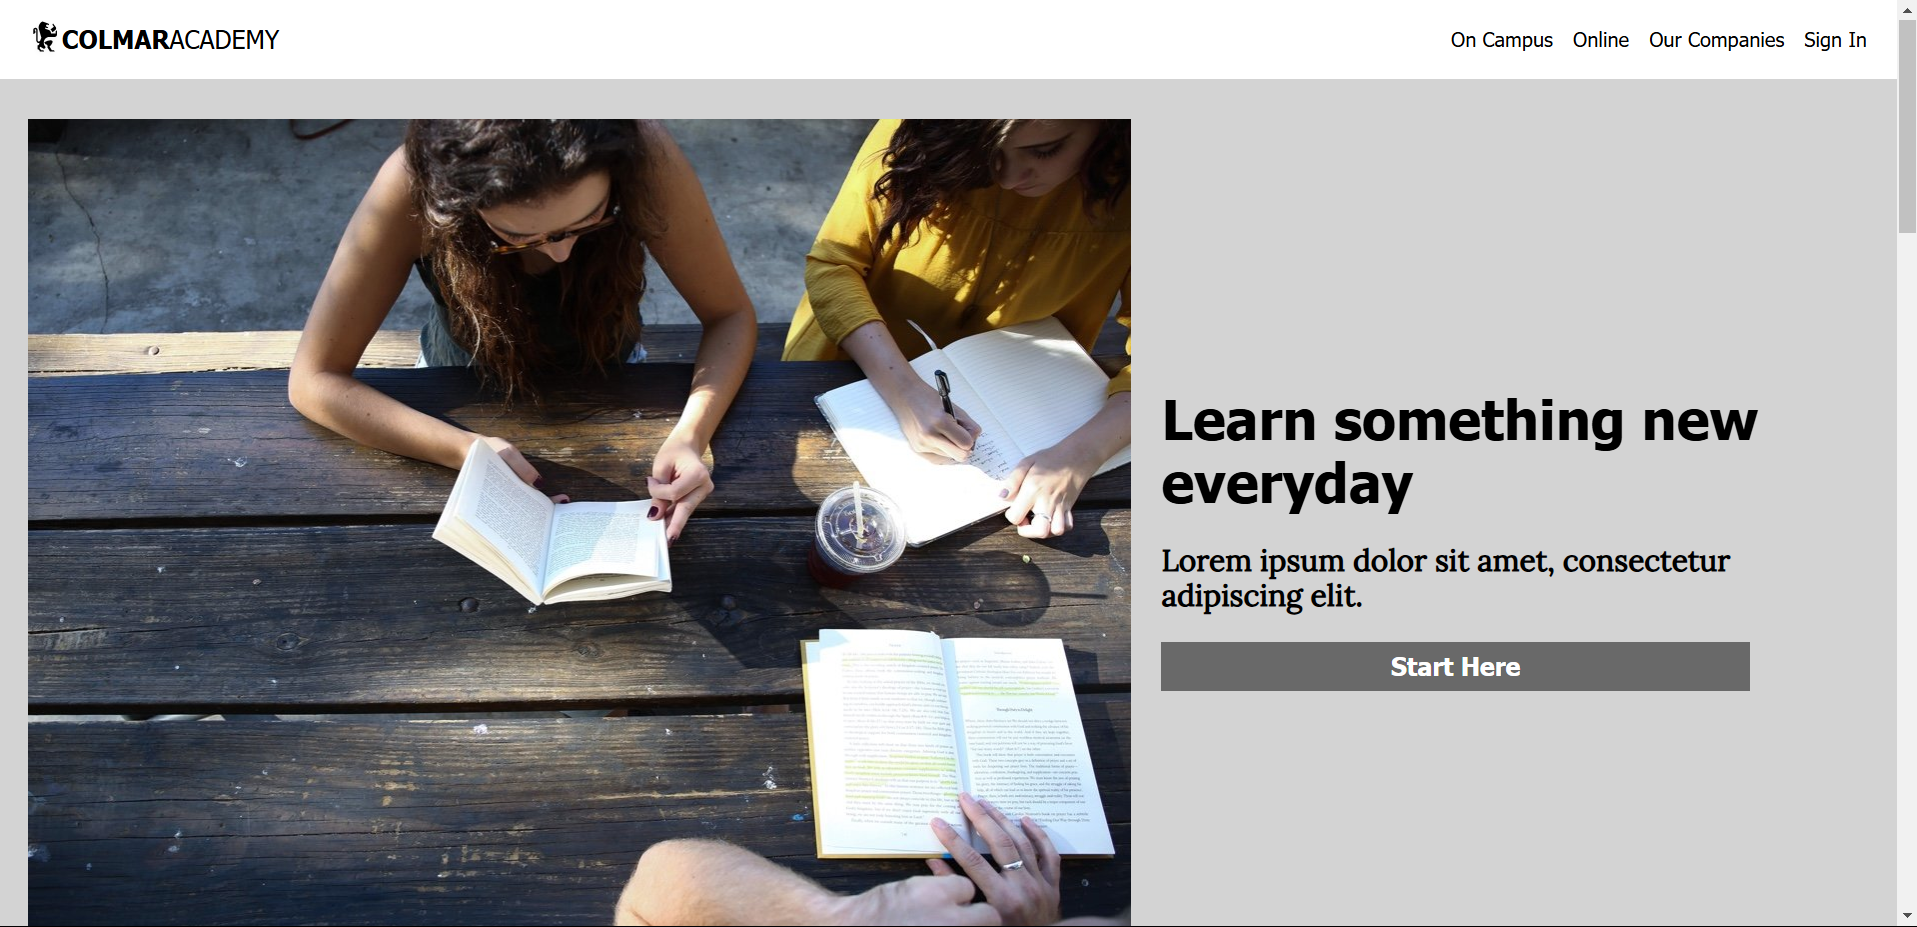 COLMARACADEMY
On Campus Online Our Companies Sign In
Learn something new
everyday
Lorem ipsum dolor sit amet, consectetur
adipiscing elit.
Start Here